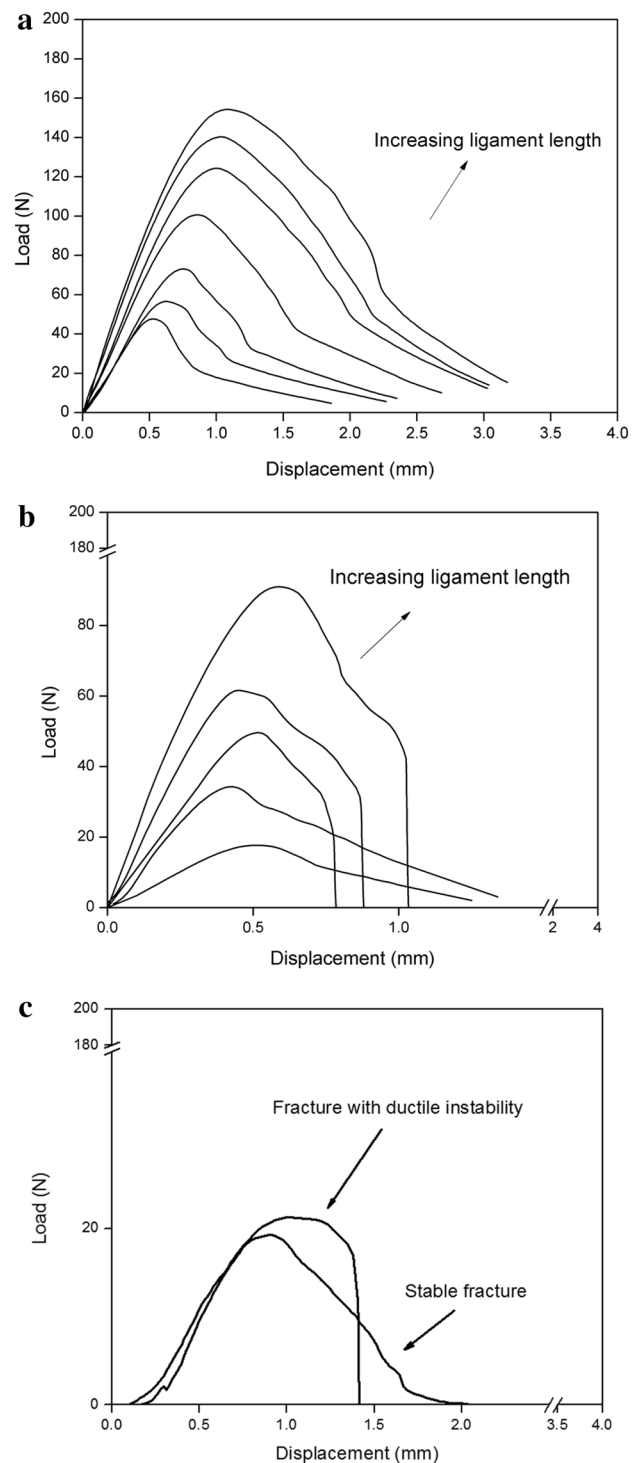 a
200
180
160
140
120
100
80
60
40
20
0
Load (N)
Increasing ligament length
0.0 0.5 1.0 1.5 2.0 2.5 3.0 3.5 4.0
Displacement (mm)
b
200
180
80
60
40
20
0
Load (N)
Increasing ligament length
0.0 0.5 1.0 2 4
Displacement (mm)
c
200
180
20
0
Load (N)
Fracture with ductile instability
Stable fracture
0.0 0.5 1.0 1.5 2.0 3.5 4.0
Displacement (mm)